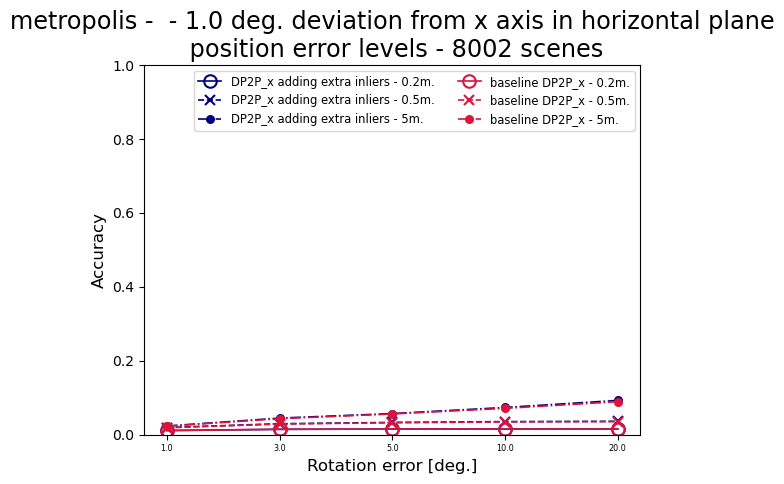 metropolis - - 1.0 deg. deviation from x axis in horizontal plane
position error levels - 8002 scenes
DP2P_x adding extra inliers - 0.2m.
DP2P_x adding extra inliers - 0.5m.
DP2P_x adding extra inliers - 5m.
baseline DP2P_x - 0.2m.
baseline DP2P_x - 0.5m.
baseline DP2P_x - 5m.
Accuracy
1.0
0.8
0.6
0.4
0.2
0.0
1.0 3.0 5.0 10.0 20.0
Rotation error [deg.]